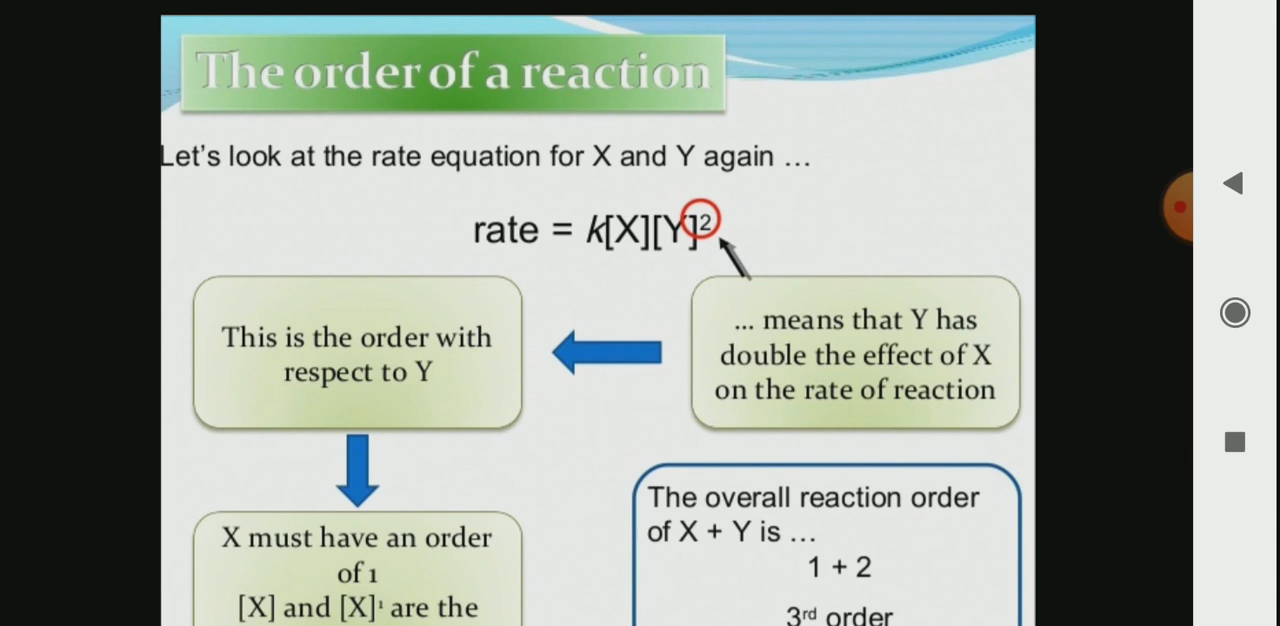 The order of a reaction
Let's look at the rate equation for X and Y again ...
rate = k[X][Y]²
... means that Y has
double the effect of X
on the rate of reaction
This is the order with
respect to Y
X must have an order
of 1
[X] and [X]¹ are the
The overall reaction order
of X + Y is ...
1 + 2
3rd order